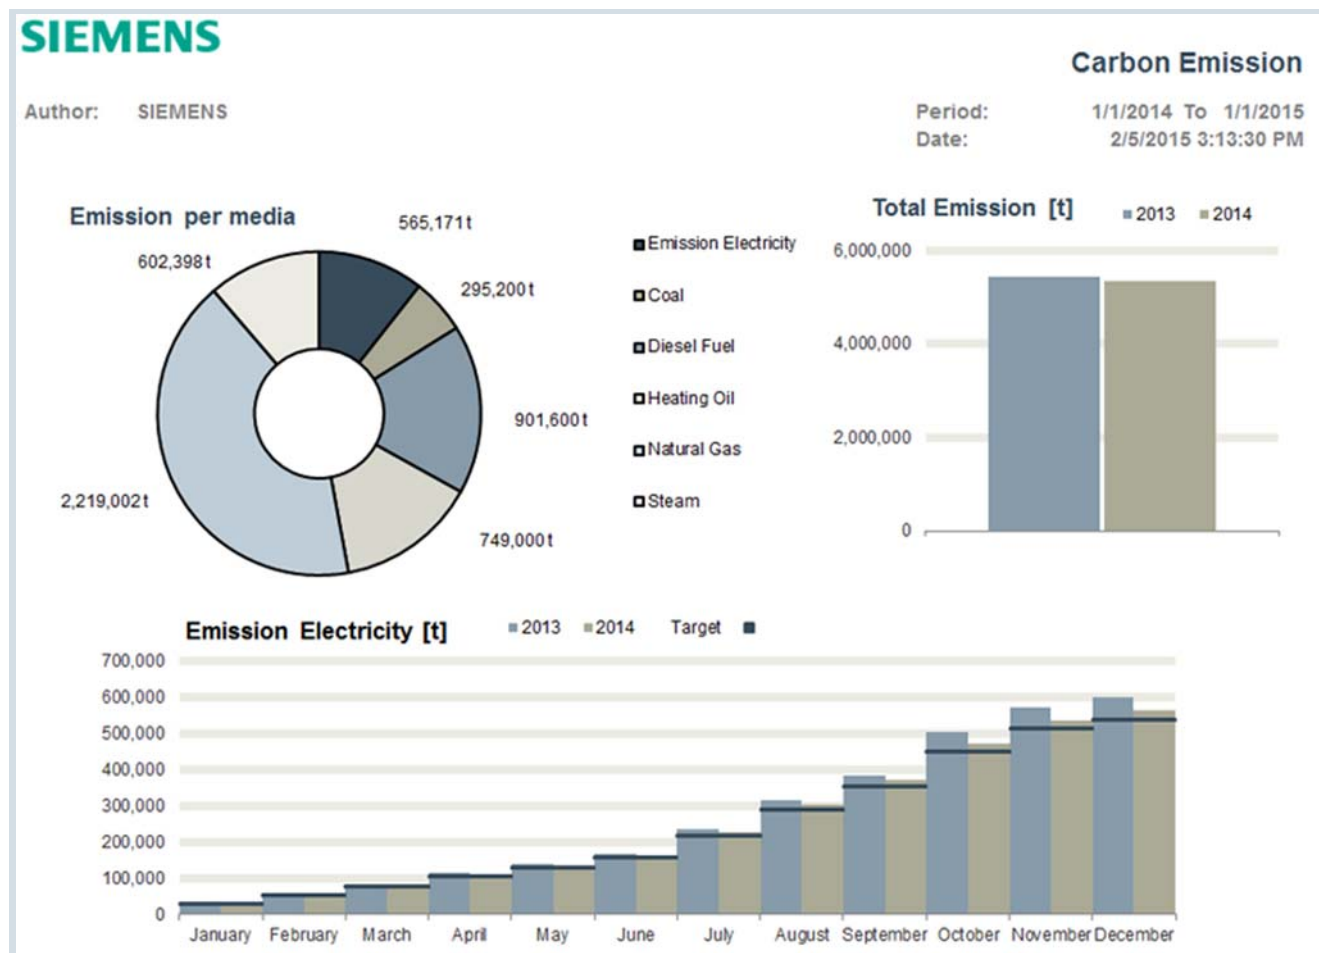 SIEMENS
Carbon Emission
Author: SIEMENS
Period: 1/1/2014 To 1/1/2015
Date: 2/5/2015 3:13:30 PM
Emission per media
565,171t
602,398t
295,200t
901,600t
2,219,002t
749,000t
Emission Electricity
Coal
Diesel Fuel
Heating Oil
Natural Gas
Steam
Total Emission [t]
2013 2014
6,000,000
4,000,000
2,000,000
0
Emission Electricity [t] 2013 2014 Target
700,000
600,000
500,000
400,000
300,000
200,000
100,000
0
January February March April May June July August September October November December